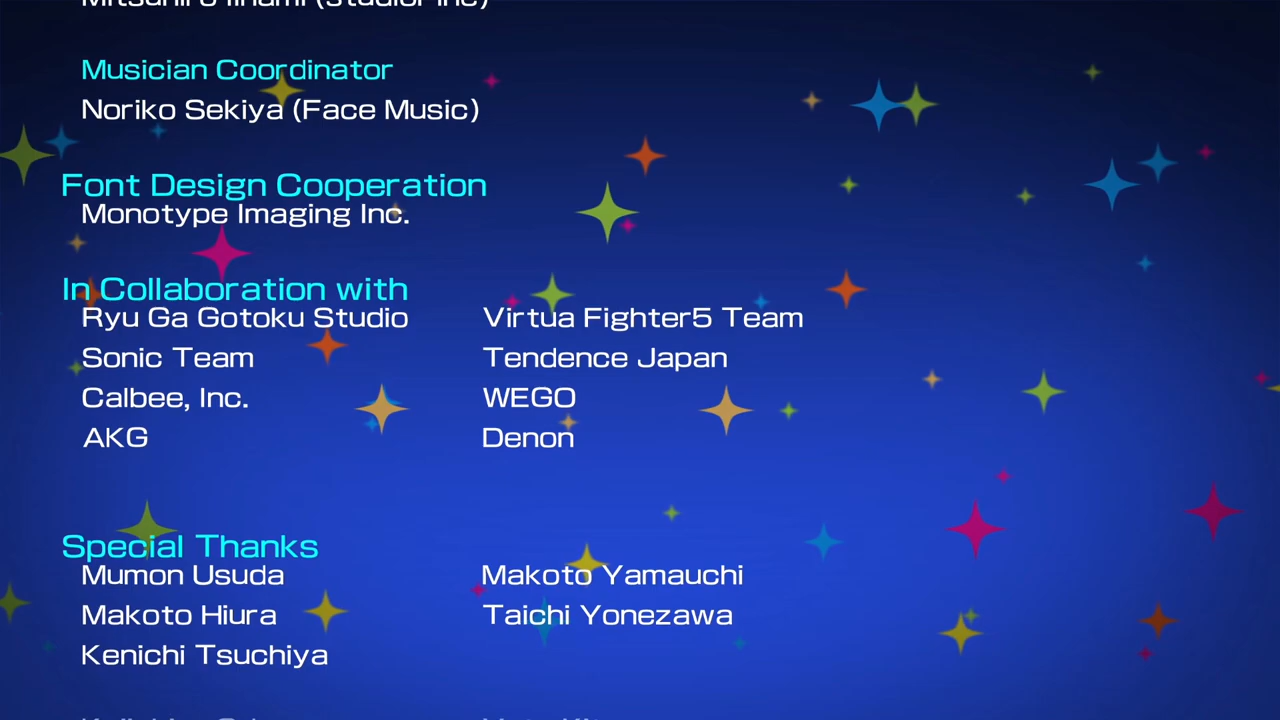 Musician Coordinator
Noriko Sekiya (Face Music)
Font Design Cooperation
Monotype Imaging Inc.
In Collaboration with
Ryu Ga Gotoku Studio Virtua Fighter5 Team
Sonic Team Tendence Japan
Calbee, Inc. WEGO
AKG Denon
Special Thanks
Mumon Usuda Makoto Yamauchi
Makoto Hiura Taichi Yonezawa
Kenichi Tsuchiya